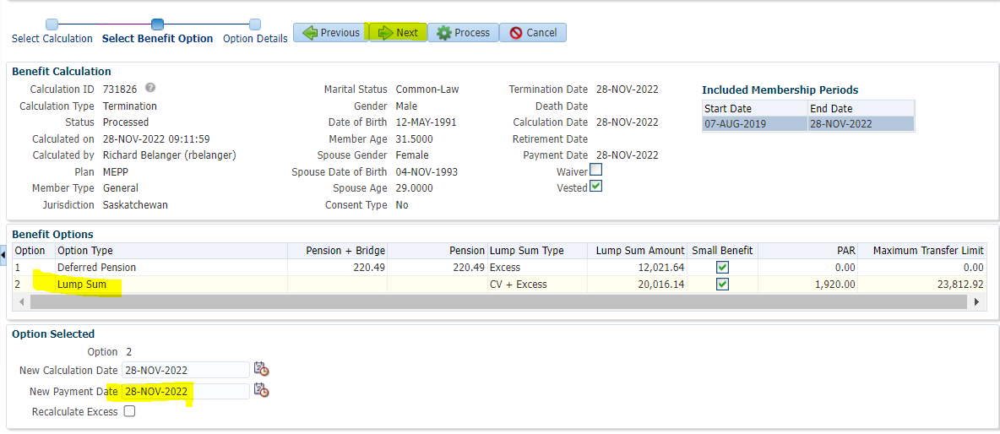 Select Calculation Select Benefit Option Option Details Previous Next Process Cancel
Benefit Calculation
Calculation ID 731826 ? Marital Status Common-Law Termination Date 28-NOV-2022 Included Membership Periods
Calculation Type Termination Gender Male Death Date Start Date End Date
Status Processed Date of Birth 12-MAY-1991 Calculation Date 28-NOV-2022 07-AUG-2019 28-NOV-2022
Calculated on 28-NOV-2022 09:11:59 Member Age 31.5000 Retirement Date
Calculated by Richard Belanger (rbelanger) Spouse Gender Female Payment Date 28-NOV-2022
Plan MEPP Spouse Date of Birth 04-NOV-1993 Waiver
Member Type General Spouse Age 29.0000 Vested
Jurisdiction Saskatchewan Consent Type No
Benefit Options
Option Option Type Pension + Bridge Pension Lump Sum Type Lump Sum Amount Small Benefit PAR Maximum Transfer Limit
1 Deferred Pension 220.49 220.49 Excess 12,021.64 0.00 0.00
2 Lump Sum CV + Excess 20,016.14 1,920.00 23,812.92
Option Selected
Option 2
New Calculation Date 28-NOV-2022
New Payment Date 28-NOV-2022
Recalculate Excess